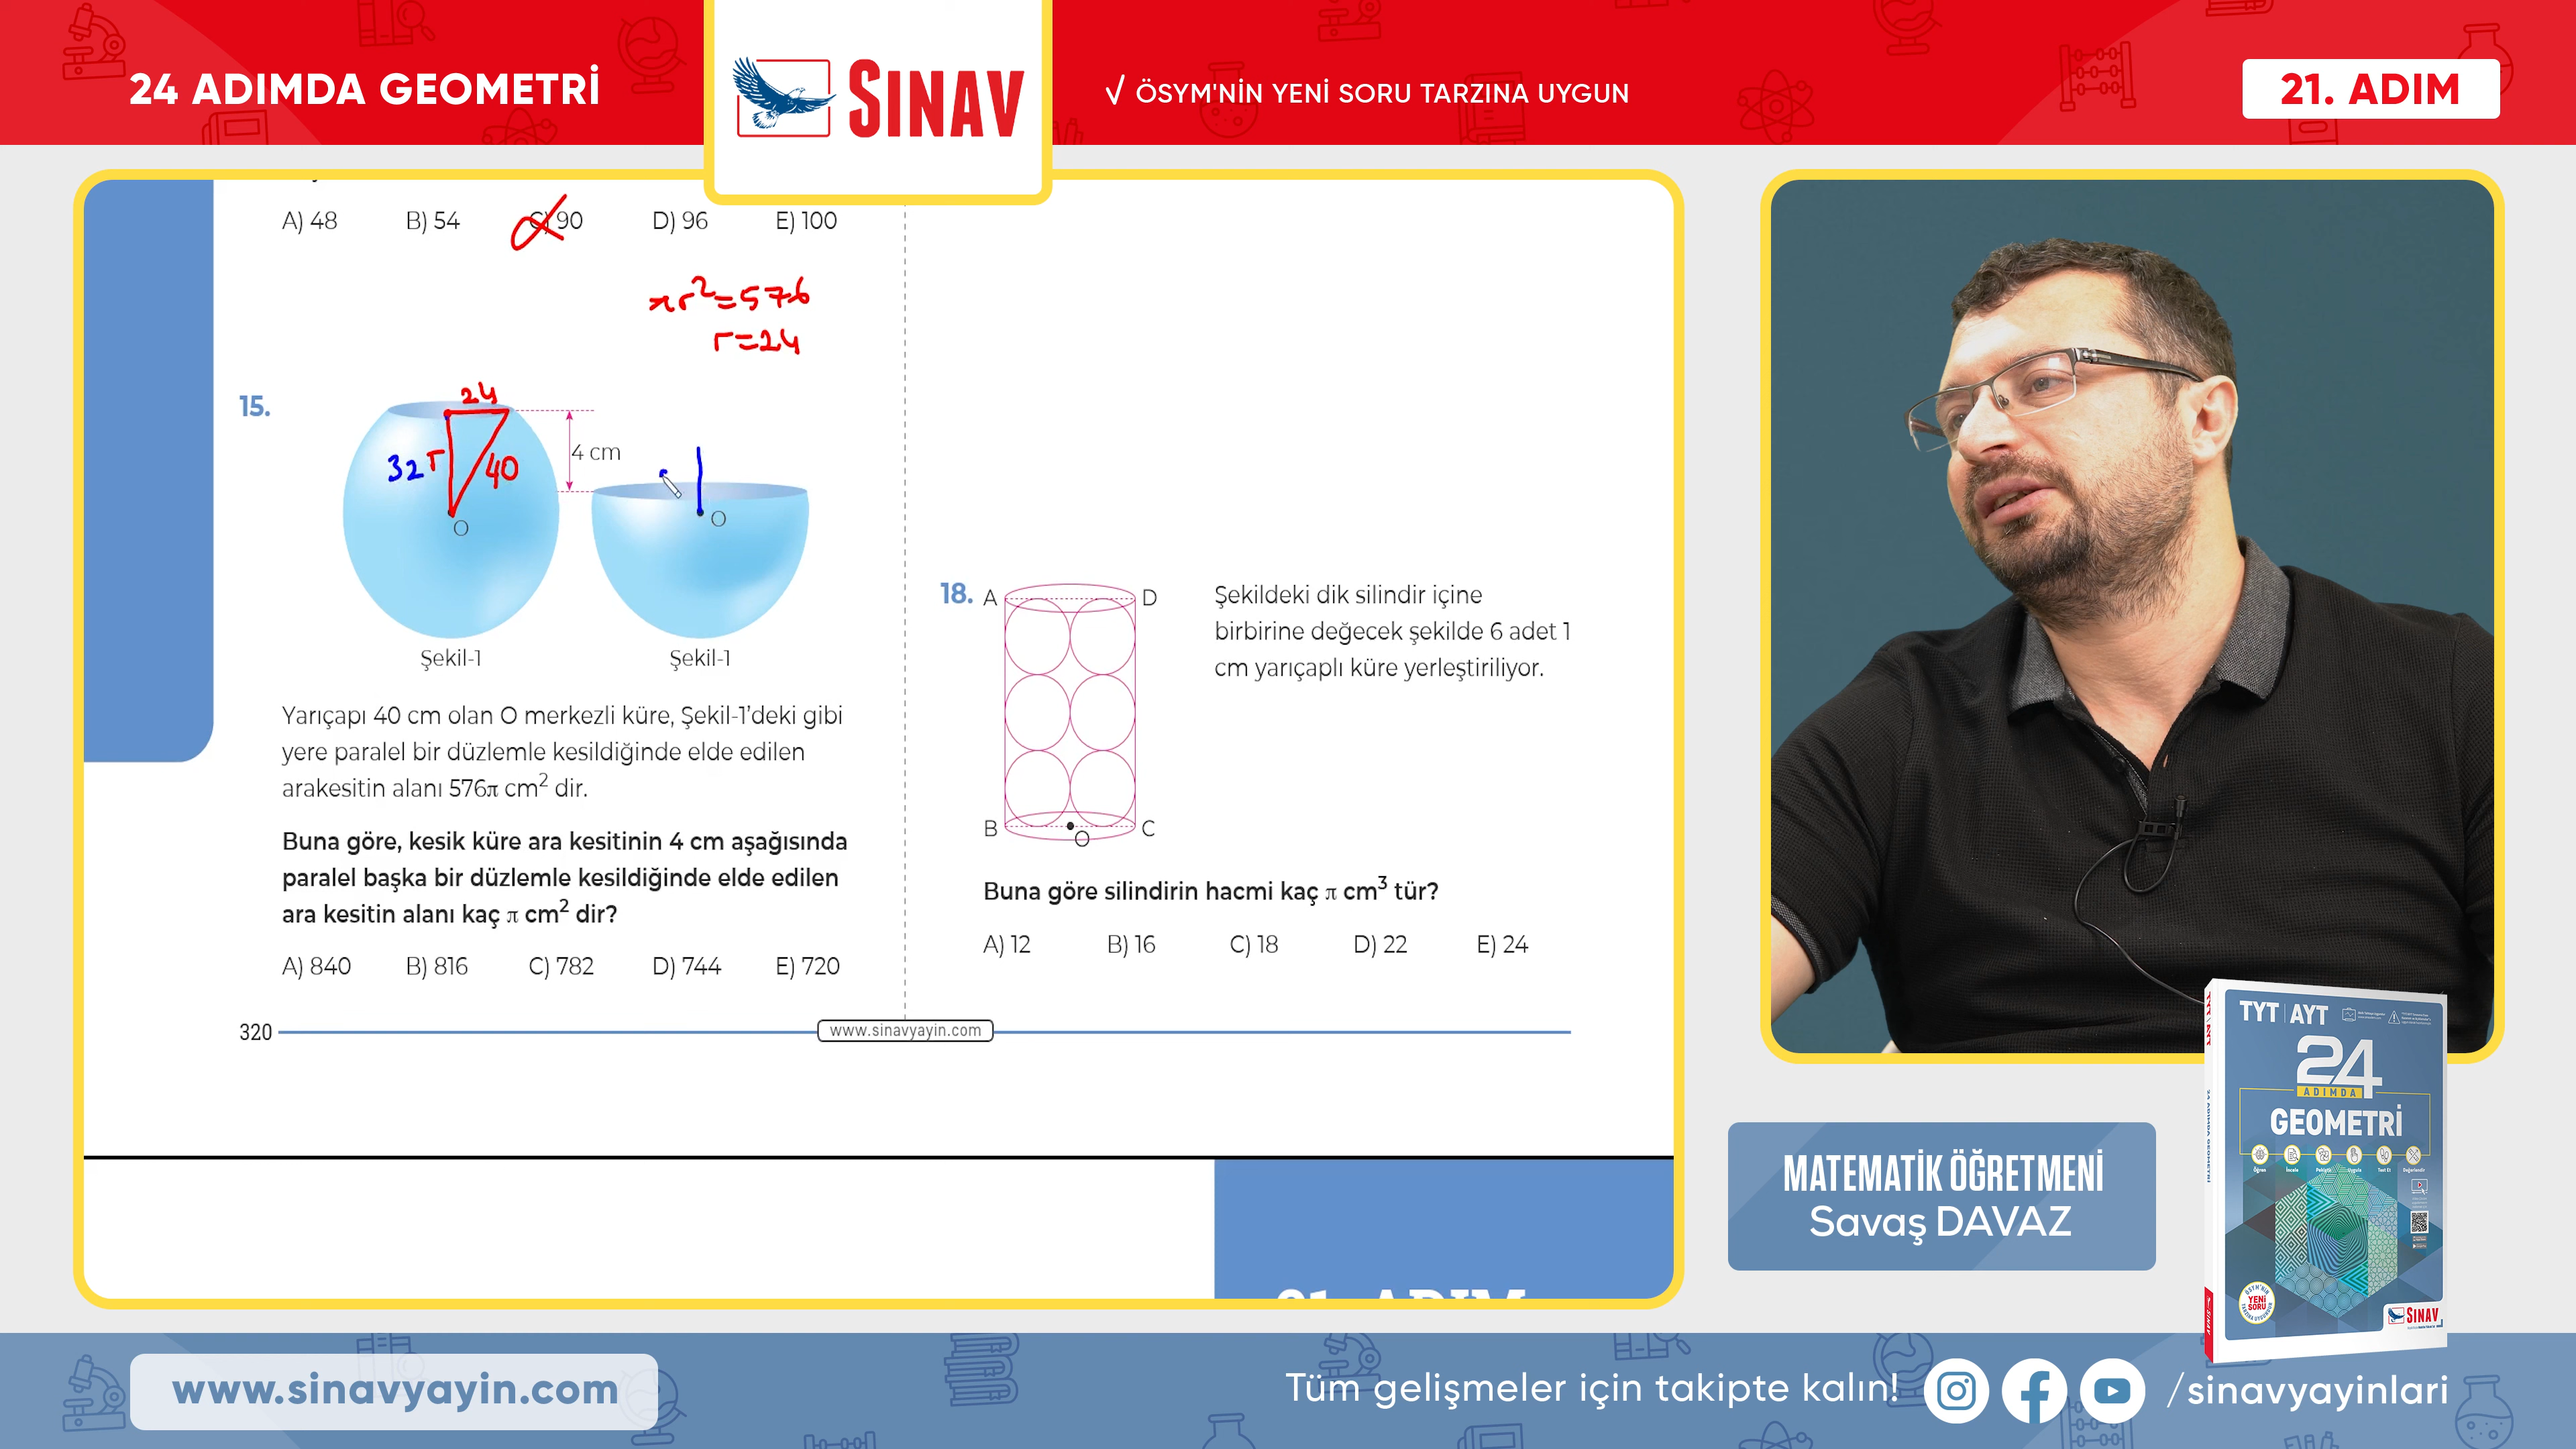 24 ADIMDA GEOMETRİ
SINAV
√ ÖSYM'NİN YENİ SORU TARZINA UYGUN
21. ADIM
A) 48 B) 54 C) 90 D) 96 E) 100
πr²=576
r=24
15.
24
32 r 40
4 cm
O
O
Şekil-1 Şekil-1
Yarıçapı 40 cm olan O merkezli küre, Şekil-1’deki gibi
yere paralel bir düzlemle kesildiğinde elde edilen
arakesitin alanı 576π cm² dir.
Buna göre, kesik küre ara kesitinin 4 cm aşağısında
paralel başka bir düzlemle kesildiğinde elde edilen
ara kesitin alanı kaç π cm² dir?
A) 840 B) 816 C) 782 D) 744 E) 720
18.
A D
B C
O
Şekildeki dik silindir içine
birbirine değecek şekilde 6 adet 1
cm yarıçaplı küre yerleştiriliyor.
Buna göre silindirin hacmi kaç π cm³ tür?
A) 12 B) 16 C) 18 D) 22 E) 24
320
www.sinavyayin.com
MATEMATİK ÖĞRETMENİ
Savaş DAVAZ
TYT | AYT
24
ADIMDA
GEOMETRİ
YENİ
SORU
SINAV
www.sinavyayin.com
Tüm gelişmeler için takipte kalın!
/sinavyayinlari